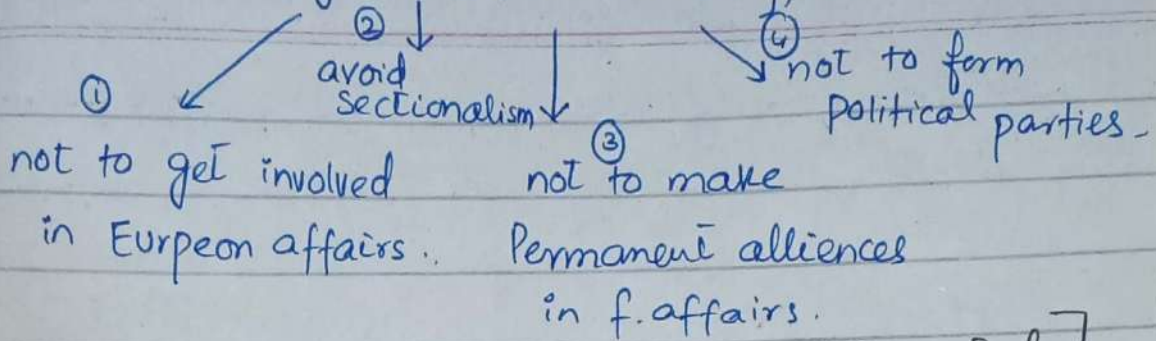 ①
not to get involved
in Eurpeon affairs..
②
avoid
sectionalism
③
not to make
Permanent alliences
in f. affairs.
④
not to form
Political parties.